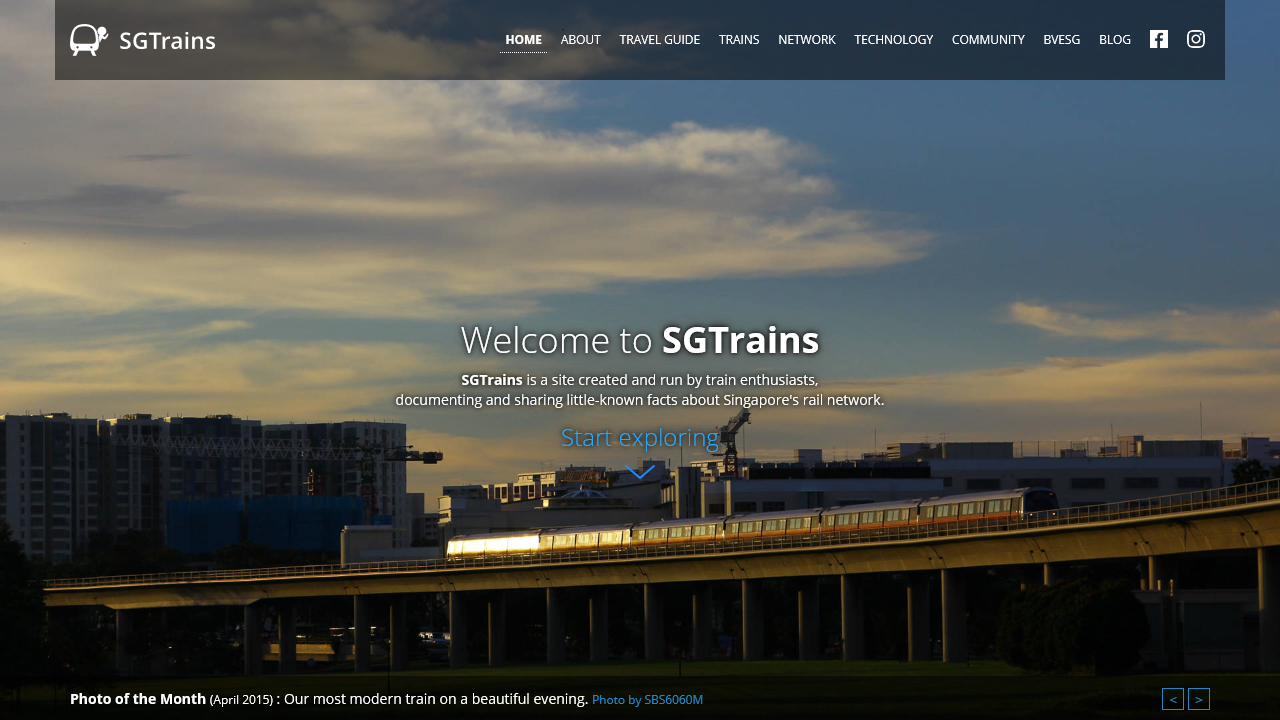 SGTrains
HOME ABOUT TRAVEL GUIDE TRAINS NETWORK TECHNOLOGY COMMUNITY BVESG BLOG
Welcome to SGTrains
SGTrains is a site created and run by train enthusiasts,
documenting and sharing little-known facts about Singapore's rail network.
Start exploring
Photo of the Month (April 2015) : Our most modern train on a beautiful evening. Photo by SBS6060M
< >